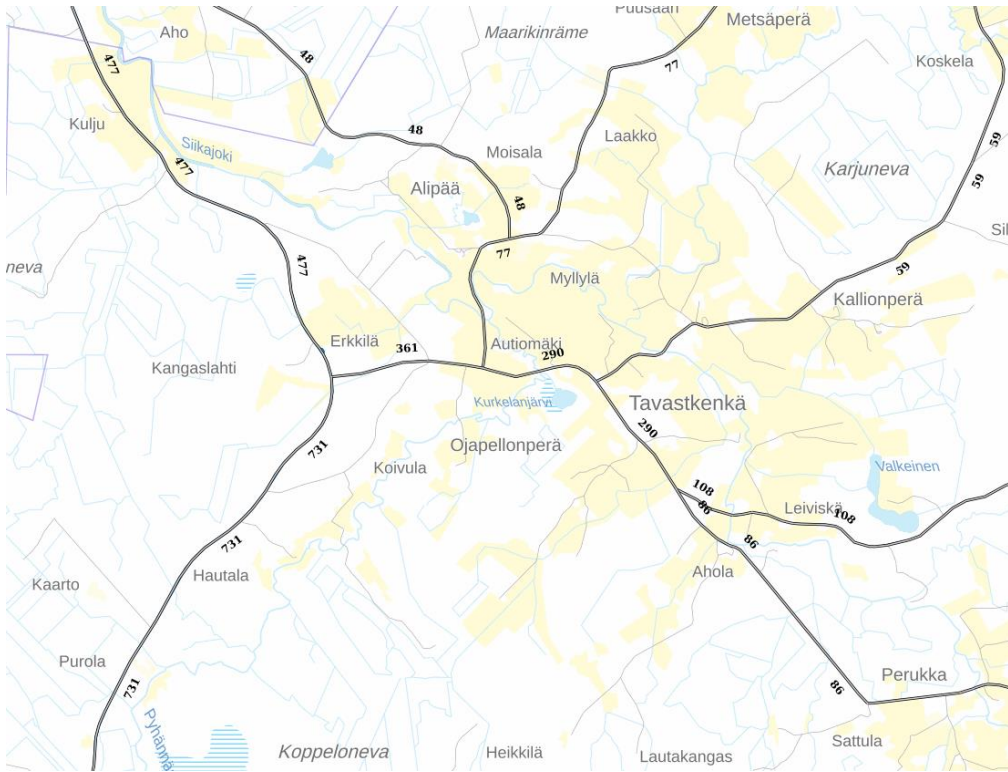 Puusaari
Metsäperä
Aho
Maarikinräme
48
477
77
Koskela
Kulju
48
Siikajoki
Moisala
Laakko
59
477
Karjuneva
Alipää
59
48
477
77
neva
Myllylä
59
Kallionperä
Erkkilä
361
Autiomäki
290
Kangaslahti
Kurkelanjärvi
Tavastkenkä
290
731
Koivula
Ojapellonperä
Valkeinen
108
86
Leiviskä
108
731
86
Hautala
Ahola
Kaarto
Purola
731
86
Perukka
Koppeloneva
Heikkilä
Lautakangas
Sattula